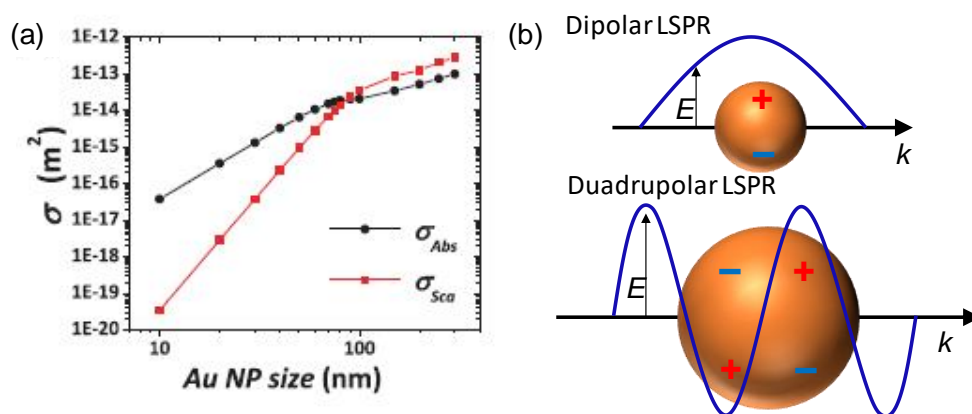 (a)
1E-12
1E-13
1E-14
1E-15
1E-16
1E-17
1E-18
1E-19
1E-20
σ (m²)
σAbs
σSca
10
100
Au NP size (nm)
(b)
Dipolar LSPR
E
+
−
k
Duadrupolar LSPR
E
− +
+ −
k